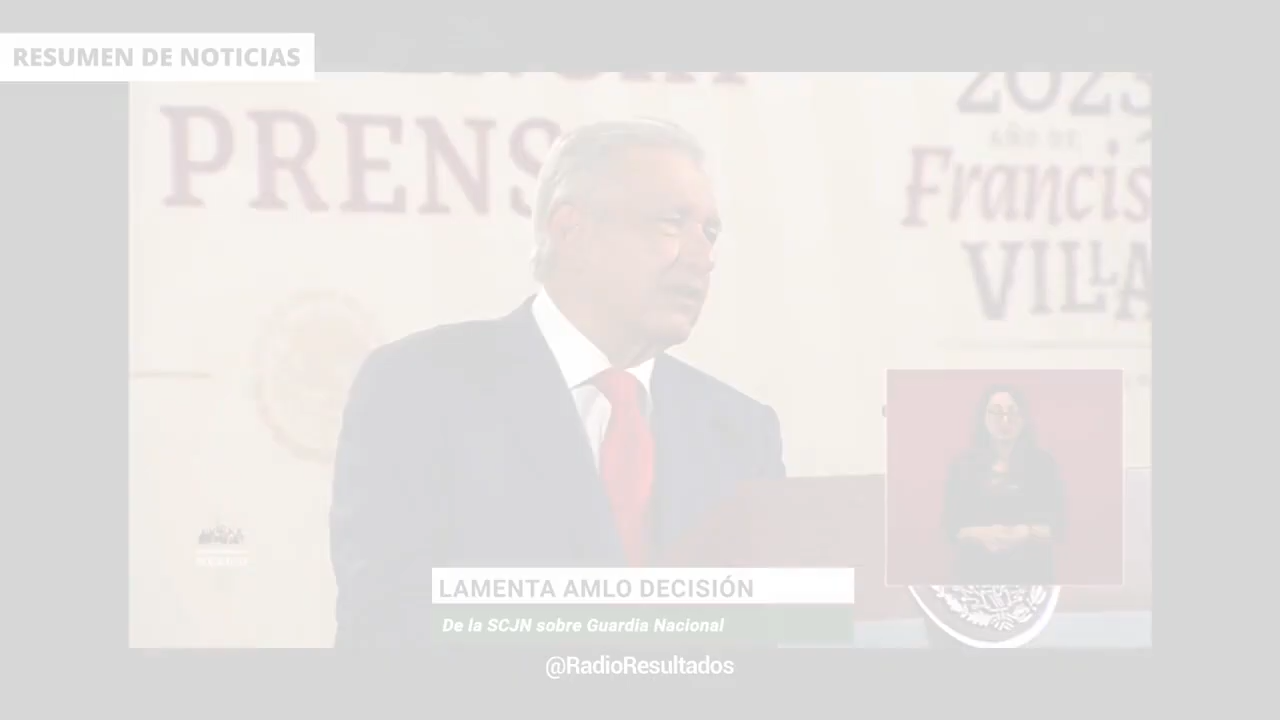 RESUMEN DE NOTICIAS
PRENS
2023
AÑO DE
Francis
VILLA
LAMENTA AMLO DECISIÓN
De la SCJN sobre Guardia Nacional
@RadioResultados